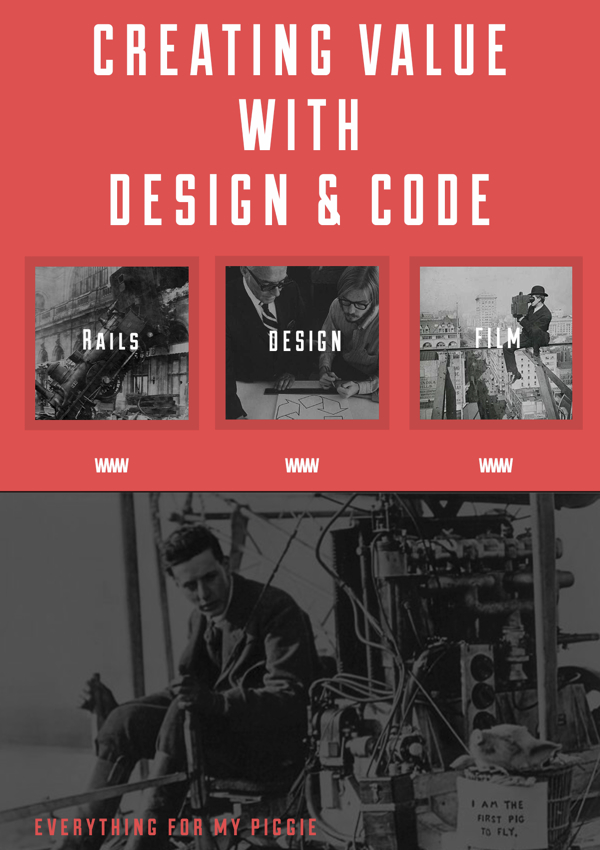 CREATING VALUE
WITH
DESIGN & CODE
RAILS
DESIGN
FILM
WWW
WWW
WWW
I AM THE
FIRST PIG
TO FLY.
EVERYTHING FOR MY PIGGIE